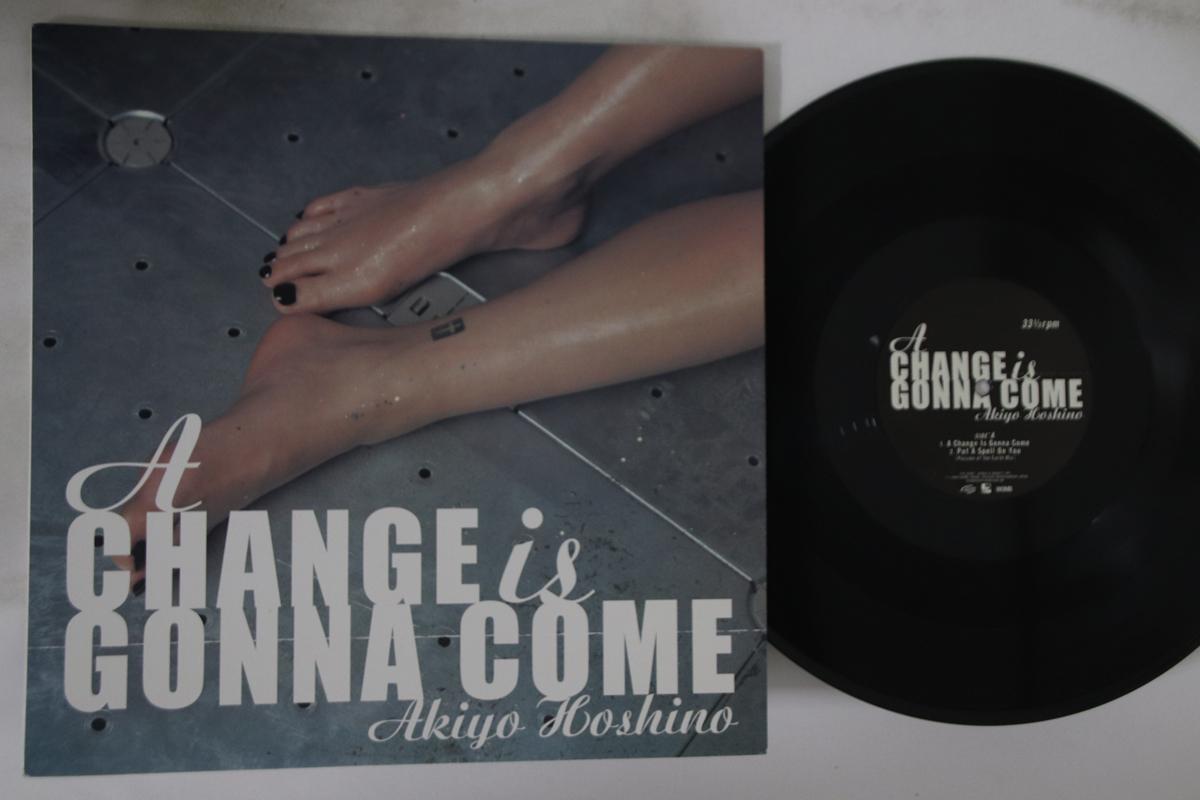 A
CHANGE is
GONNA COME
Akiyo Hoshino
33⅓rpm
A
CHANGE is
GONNA COME
Akiyo Hoshino
SIDE A
1. A Change Is Gonna Come
2. Put A Spell On You